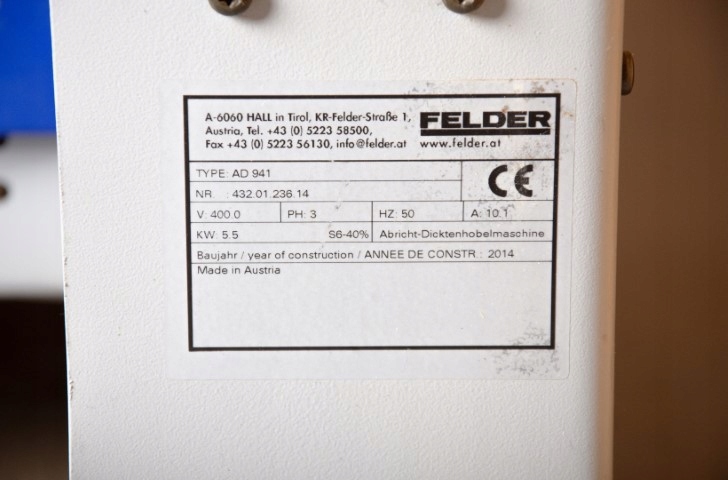 A-6060 HALL in Tirol, KR-Felder-Straße 1,
Austria, Tel. +43 (0) 5223 58500,
Fax +43 (0) 5223 56130, info@felder.at
FELDER
www.felder.at
TYPE: AD 941
NR. : 432.01.236.14
CE
V: 400.0 PH: 3 HZ: 50 A: 10.1
KW: 5.5 S6-40% Abricht-Dicktenhobelmaschine
Baujahr / year of construction / ANNEE DE CONSTR.: 2014
Made in Austria